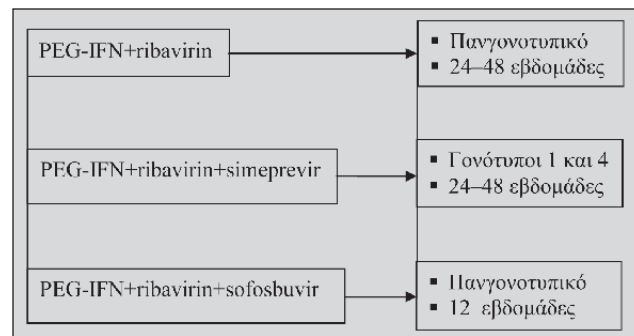 PEG-IFN+ribavirin
▪ Πανγονοτυπικό
▪ 24–48 εβδομάδες
PEG-IFN+ribavirin+simeprevir
▪ Γονότυποι 1 και 4
▪ 24–48 εβδομάδες
PEG-IFN+ribavirin+sofosbuvir
▪ Πανγονοτυπικό
▪ 12 εβδομάδες